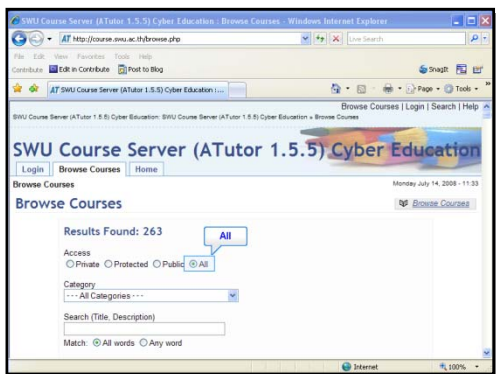 SWU Course Server (ATutor 1.5.5) Cyber Education : Browse Courses - Windows Internet Explorer
http://course.swu.ac.th/browse.php
Live Search
File Edit View Favorites Tools Help
Contribute Edit in Contribute Post to Blog
SnagIt
SWU Course Server (ATutor 1.5.5) Cyber Education : ...
Page Tools
Browse Courses | Login | Search | Help
SWU Course Server (ATutor 1.5.5) Cyber Education: SWU Course Server (ATutor 1.5.5) Cyber Education » Browse Courses
SWU Course Server (ATutor 1.5.5) Cyber Education
Login Browse Courses Home
Browse Courses
Monday July 14, 2008 - 11:33
Browse Courses
Browse Courses
Results Found: 263
All
Access
Private Protected Public All
Category
- - - All Categories - - -
Search (Title, Description)
Match: All words Any word
Internet
100%